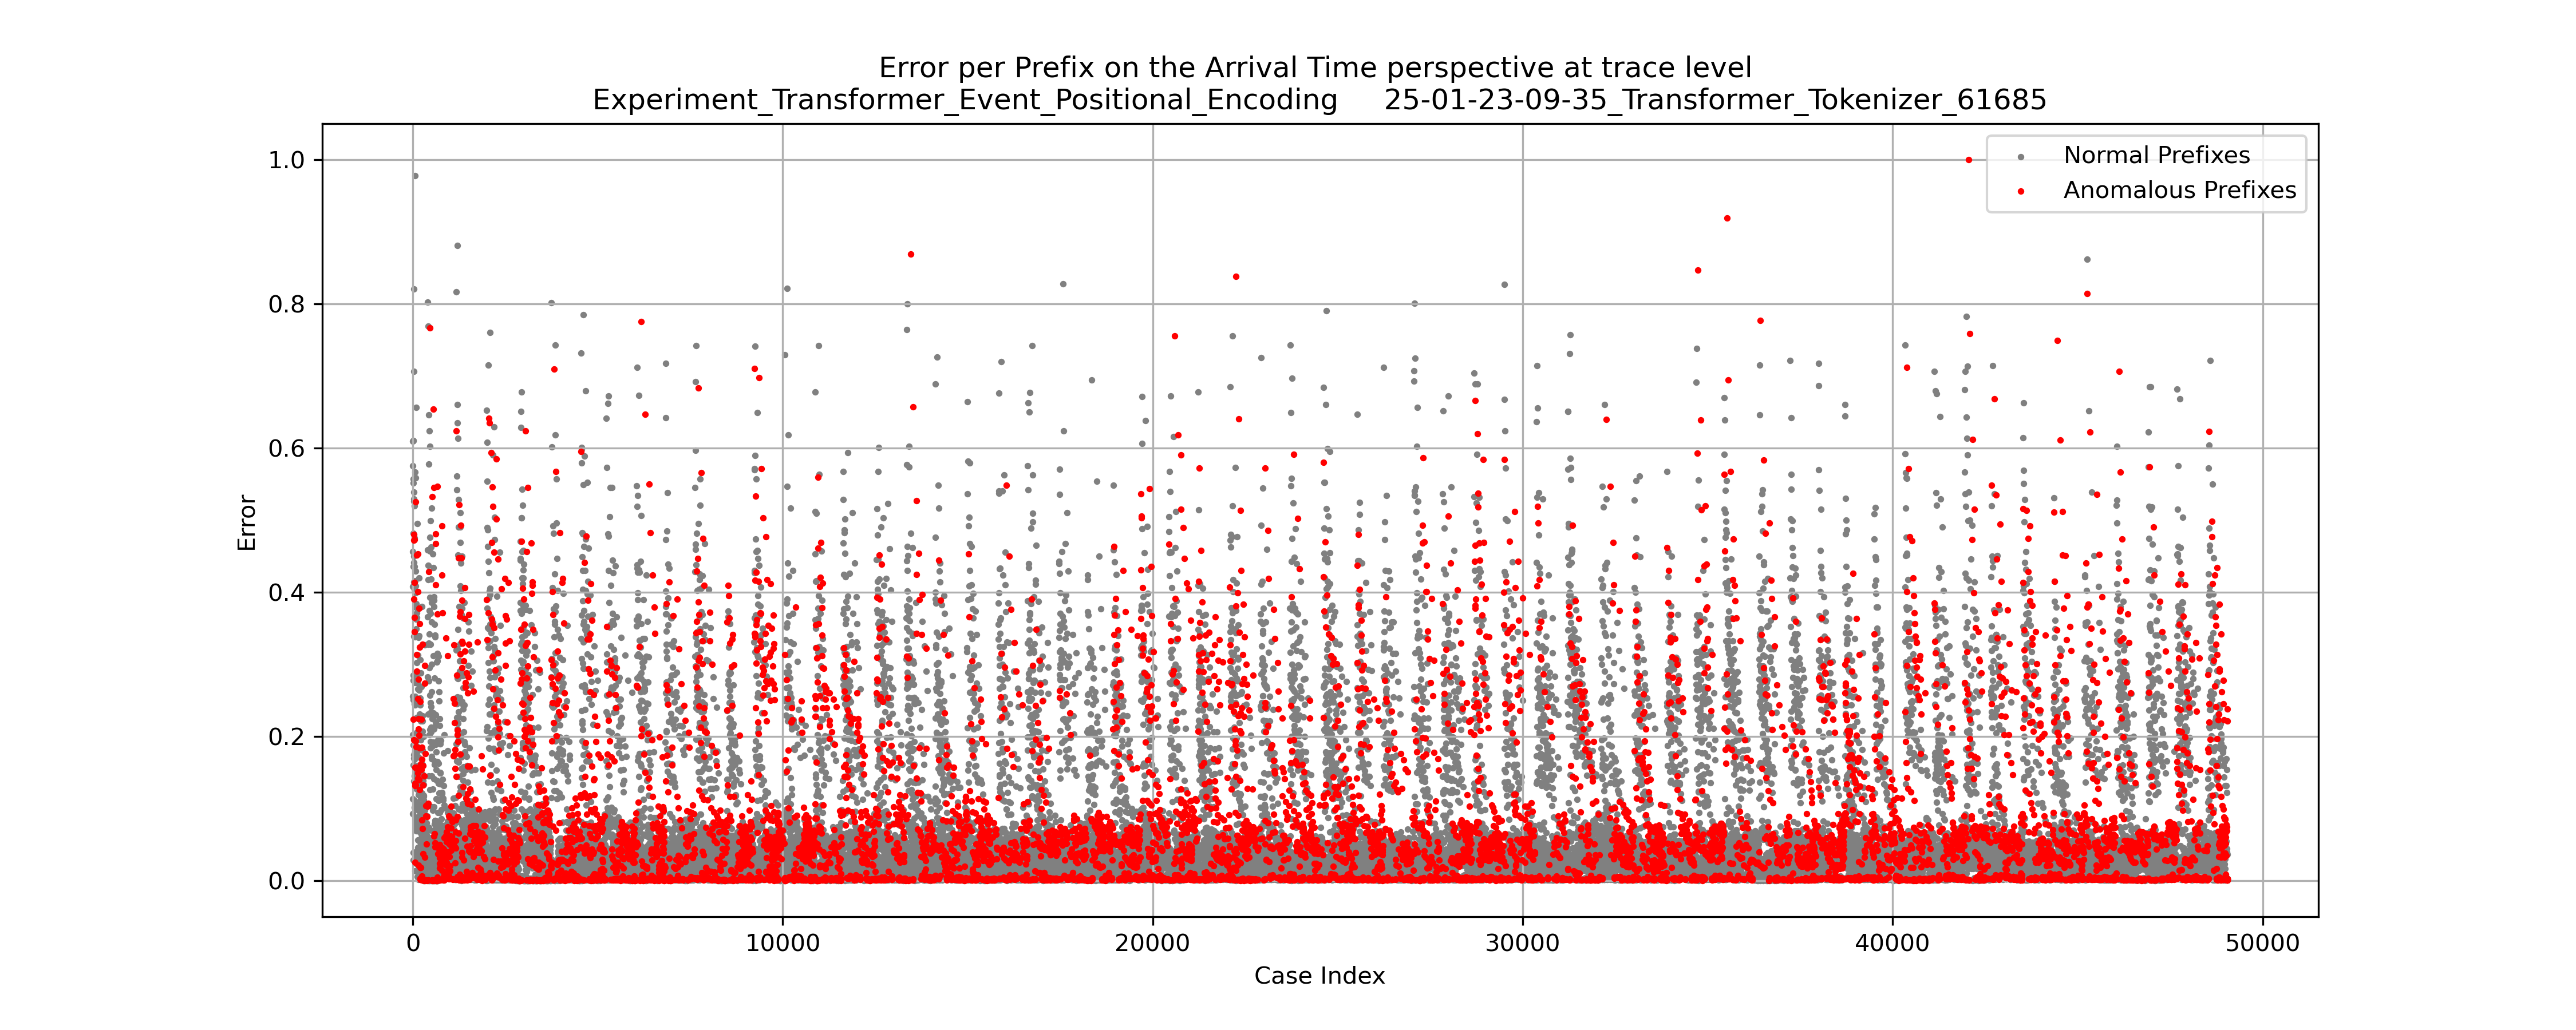 Error per Prefix on the Arrival Time perspective at trace level
Experiment_Transformer_Event_Positional_Encoding 25-01-23-09-35_Transformer_Tokenizer_61685
Normal Prefixes
Anomalous Prefixes
Error
1.0
0.8
0.6
0.4
0.2
0.0
0
10000
20000
30000
40000
50000
Case Index